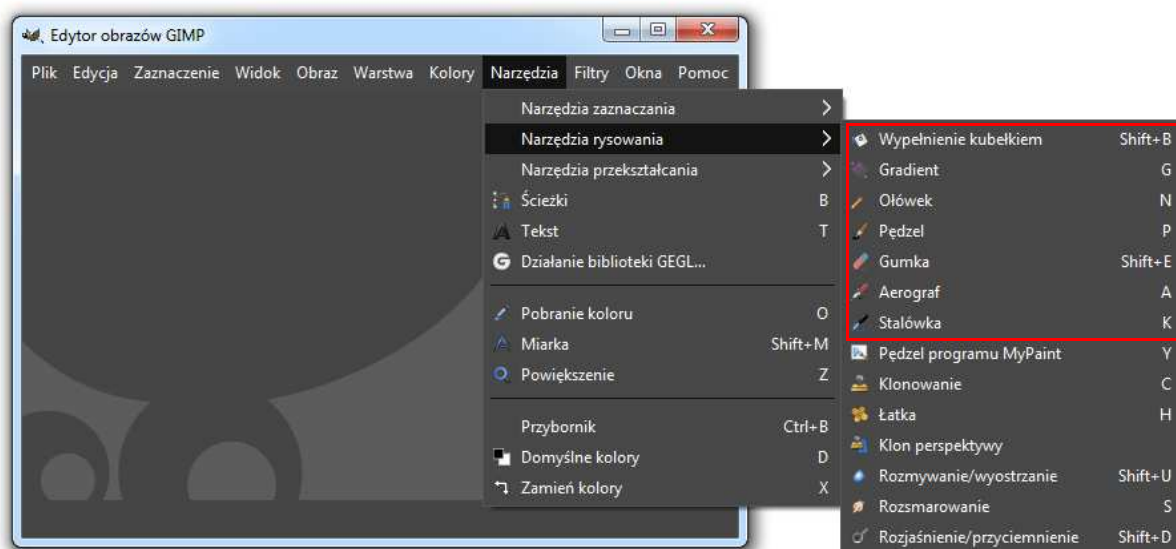 Edytor obrazów GIMP
Plik Edycja Zaznaczenie Widok Obraz Warstwa Kolory Narzędzia Filtry Okna Pomoc
Narzędzia zaznaczania
Narzędzia rysowania
Narzędzia przekształcania
Ścieżki B
Tekst T
Działanie biblioteki GEGL...
Pobranie koloru O
Miarka Shift+M
Powiększenie Z
Przybornik Ctrl+B
Domyślne kolory D
Zamień kolory X
Wypełnienie kubełkiem Shift+B
Gradient G
Ołówek N
Pędzel P
Gumka Shift+E
Aerograf A
Stalówka K
Pędzel programu MyPaint Y
Klonowanie C
Łatka H
Klon perspektywy
Rozmywanie/wyostrzanie Shift+U
Rozsmarowanie S
Rozjaśnienie/przyciemnienie Shift+D